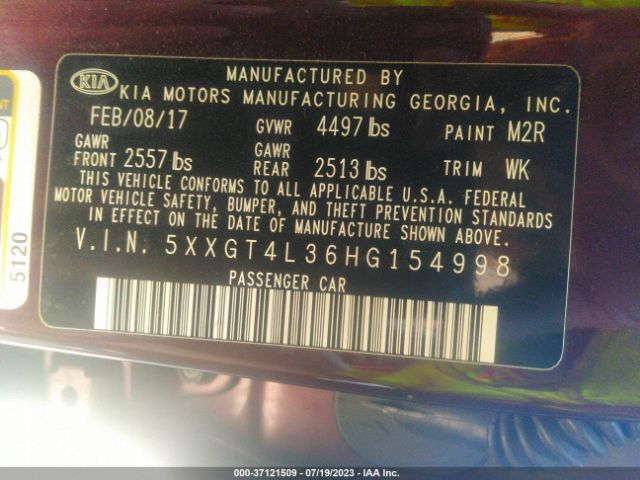 MANUFACTURED BY
KIA KIA MOTORS MANUFACTURING GEORGIA, INC.
FEB/08/17 GVWR 4497 lbs PAINT M2R
GAWR FRONT 2557 lbs GAWR REAR 2513 lbs TRIM WK
THIS VEHICLE CONFORMS TO ALL APPLICABLE U.S.A. FEDERAL
MOTOR VEHICLE SAFETY, BUMPER, AND THEFT PREVENTION STANDARDS
IN EFFECT ON THE DATE OF MANUFACTURE SHOWN ABOVE.
V.I.N. 5XXGT4L36HG154998
PASSENGER CAR
5120
000-37121509 - 07/19/2023 - IAA Inc.